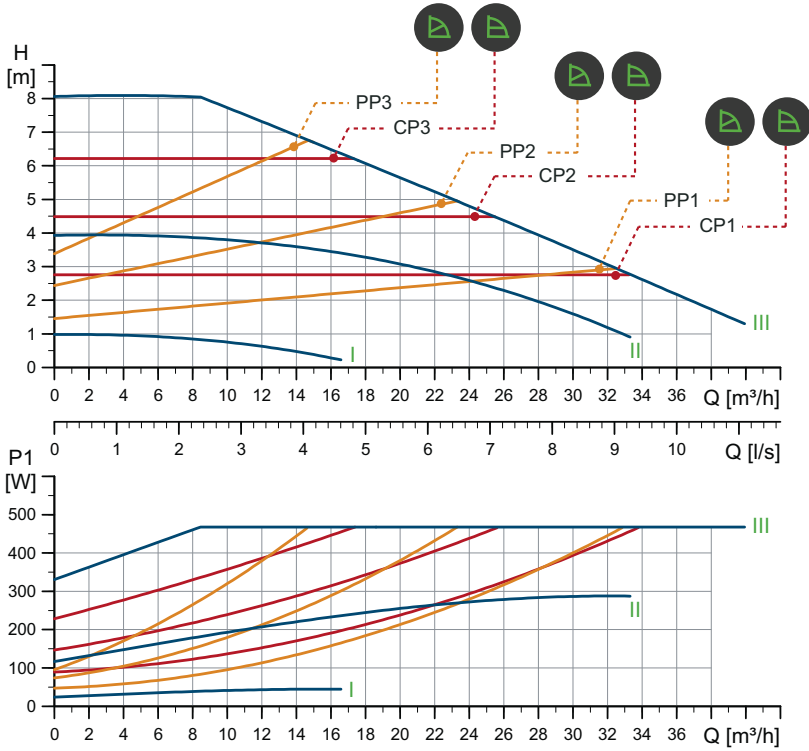 H
[m]
8
7
6
5
4
3
2
1
0
PP3
CP3
PP2
CP2
PP1
CP1
I
II
III
0 2 4 6 8 10 12 14 16 18 20 22 24 26 28 30 32 34 36 Q [m³/h]
0 1 2 3 4 5 6 7 8 9 10 Q [l/s]
P1
[W]
500
400
300
200
100
0
III
II
I
0 2 4 6 8 10 12 14 16 18 20 22 24 26 28 30 32 34 36 Q [m³/h]